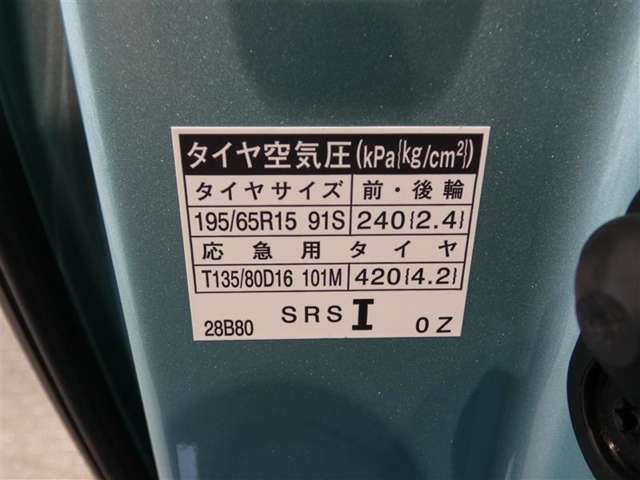 タイヤ空気圧(kPa{kg/cm²})
タイヤサイズ 前・後輪
195/65R15 91S 240{2.4}
応急用タイヤ
T135/80D16 101M 420{4.2}
28B80 SRS I 0Z